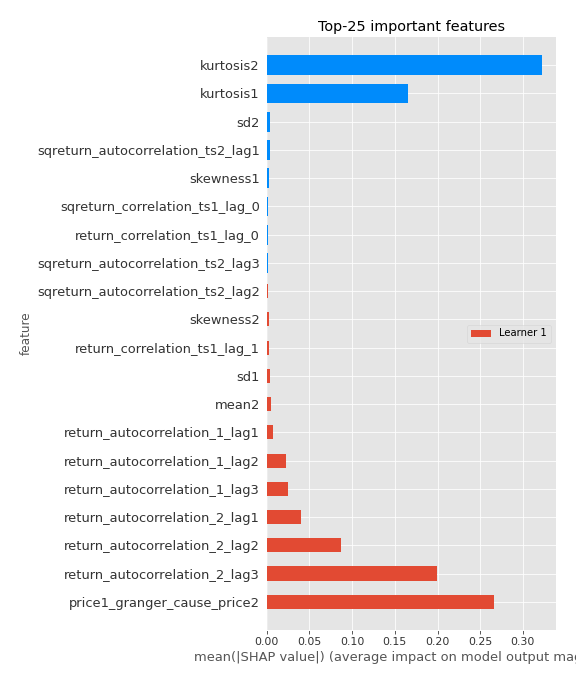 Top-25 important features
kurtosis2
kurtosis1
sd2
sqreturn_autocorrelation_ts2_lag1
skewness1
sqreturn_correlation_ts1_lag_0
return_correlation_ts1_lag_0
sqreturn_autocorrelation_ts2_lag3
sqreturn_autocorrelation_ts2_lag2
skewness2
return_correlation_ts1_lag_1
sd1
mean2
return_autocorrelation_1_lag1
return_autocorrelation_1_lag2
return_autocorrelation_1_lag3
return_autocorrelation_2_lag1
return_autocorrelation_2_lag2
return_autocorrelation_2_lag3
price1_granger_cause_price2
feature
Learner 1
0.00 0.05 0.10 0.15 0.20 0.25 0.30
mean(|SHAP value|) (average impact on model output mag